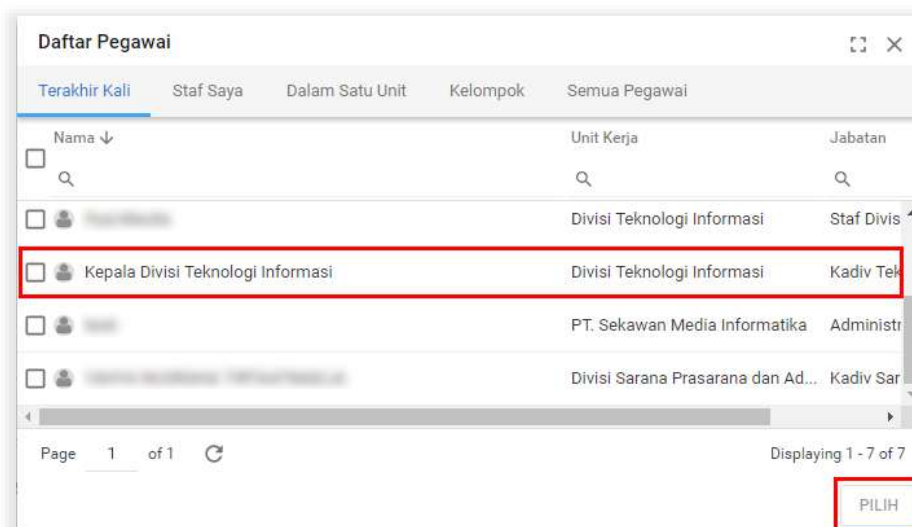 Daftar Pegawai
Terakhir Kali Staf Saya Dalam Satu Unit Kelompok Semua Pegawai
Nama Unit Kerja Jabatan
Divisi Teknologi Informasi Staf Divis
Kepala Divisi Teknologi Informasi Divisi Teknologi Informasi Kadiv Tek
PT. Sekawan Media Informatika Administr
Divisi Sarana Prasarana dan Ad... Kadiv Sar
Page 1 of 1 Displaying 1 - 7 of 7
PILIH